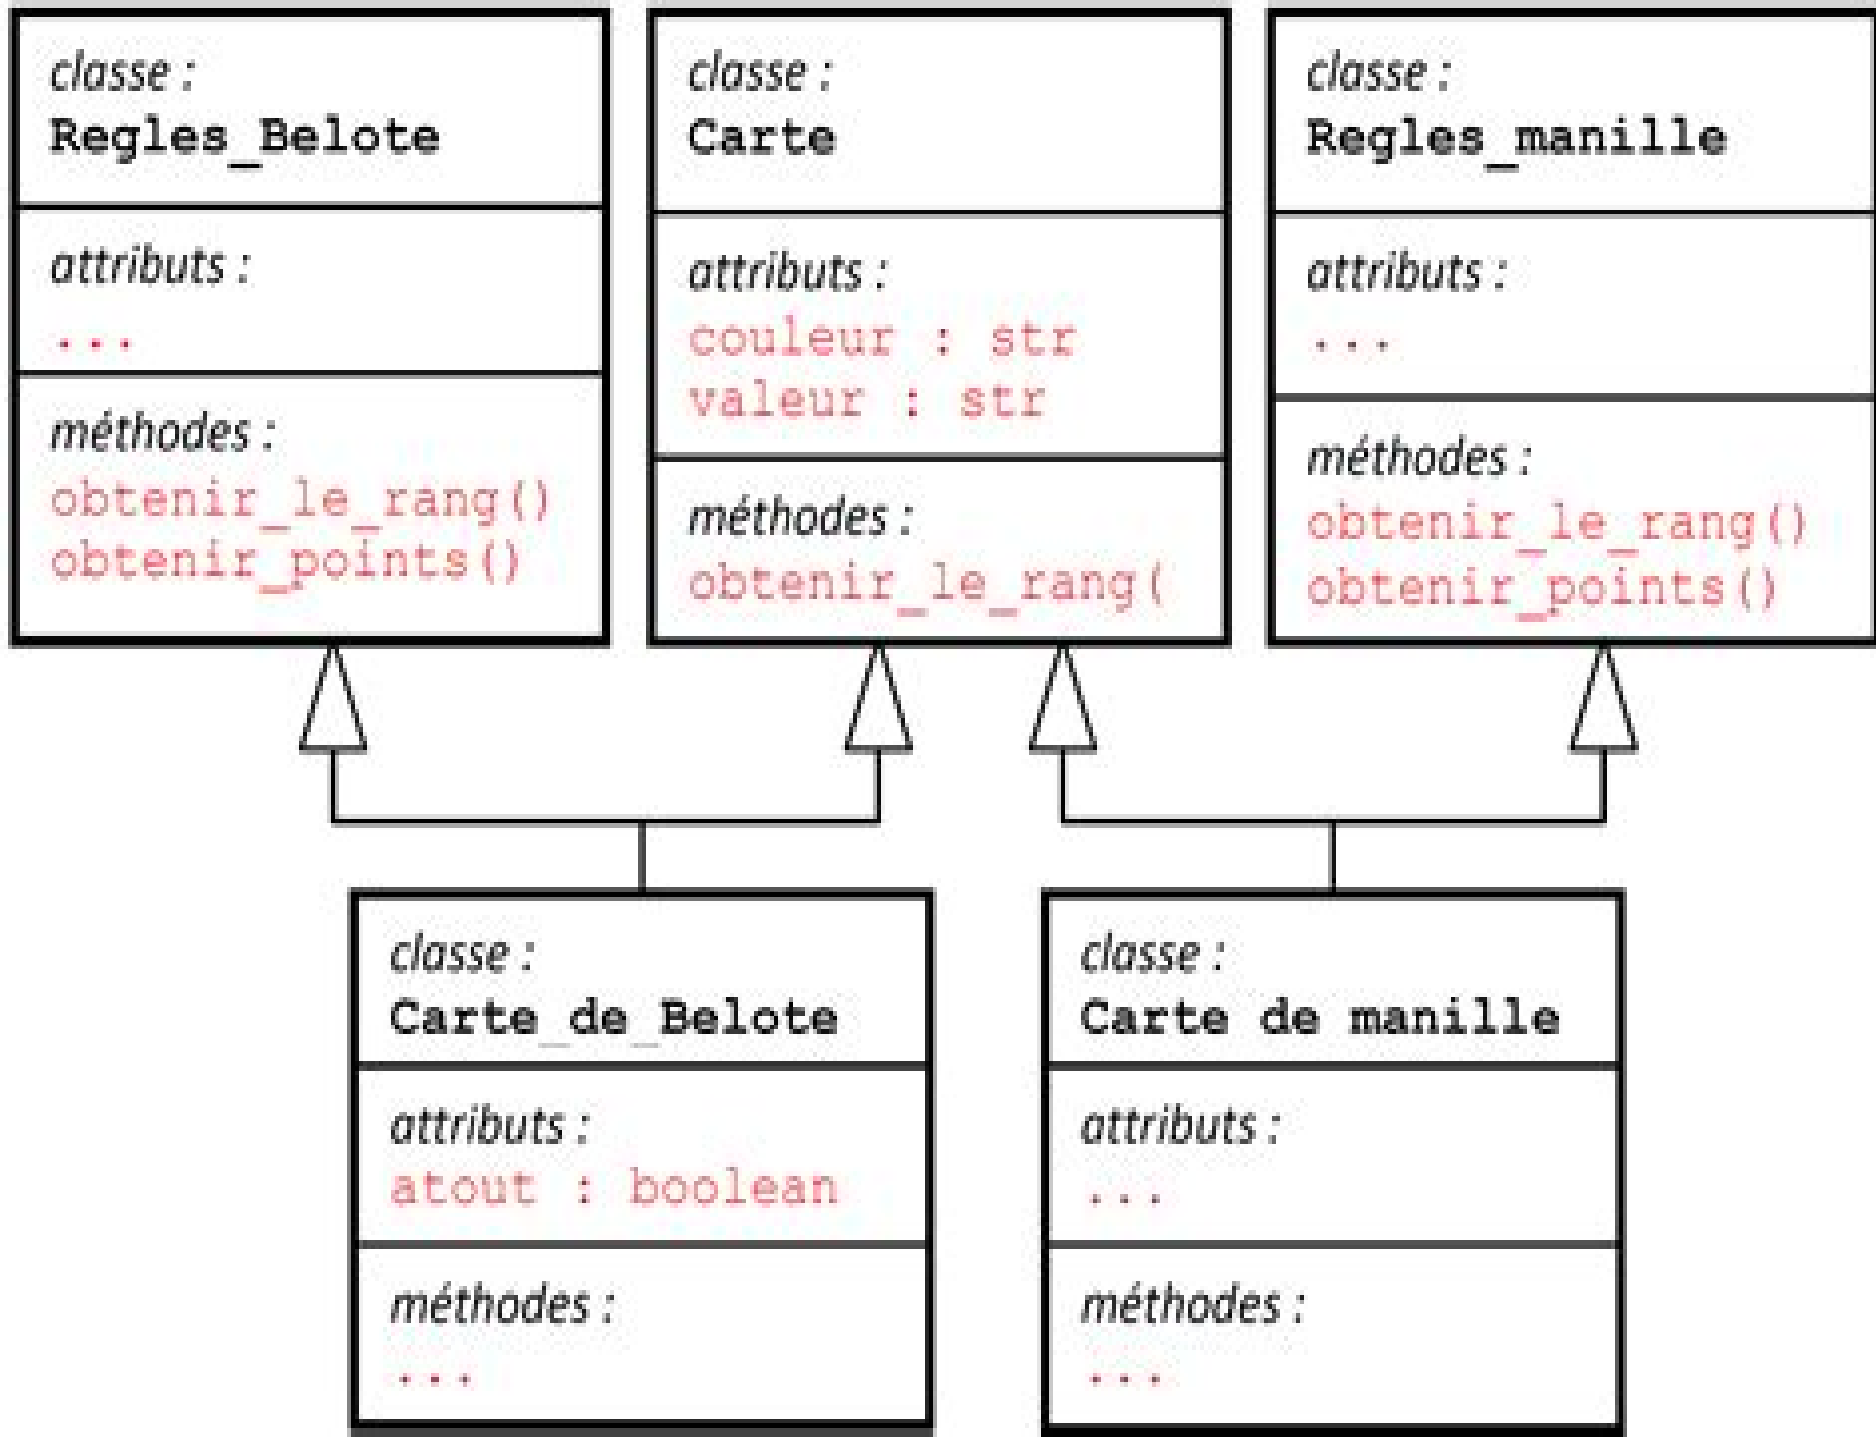 classe :
Regles_Belote
attributs :
...
méthodes :
obtenir_le_rang()
obtenir_points()
classe :
Carte
attributs :
couleur : str
valeur : str
méthodes :
obtenir_le_rang(
classe :
Regles_manille
attributs :
...
méthodes :
obtenir_le_rang()
obtenir_points()
classe :
Carte_de_Belote
attributs :
atout : boolean
méthodes :
...
classe :
Carte de manille
attributs :
...
méthodes :
...